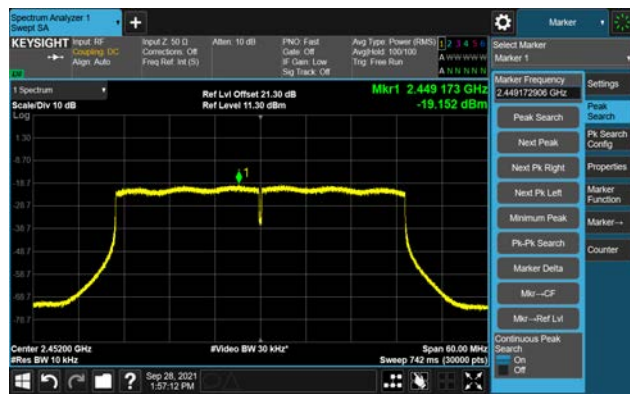 Spectrum Analyzer 1
Swept SA
Marker
KEYSIGHT
Input: RF
Coupling: DC
Align: Auto
Input Z: 50 Ω
Corrections: Off
Freq Ref: Int (S)
Atten: 10 dB
PNO: Fast
Gate: Off
IF Gain: Low
Sig Track: Off
Avg Type: Power (RMS)
Avg|Hold: 100/100
Trig: Free Run
1 2 3 4 5 6
A W W W W W
A N N N N N
Select Marker
Marker 1
Marker Frequency
2.449172906 GHz
Settings
Peak Search
Next Peak
Next Pk Right
Next Pk Left
Minimum Peak
Pk-Pk Search
Marker Delta
Mkr→CF
Mkr→Ref Lvl
Continuous Peak
Search
On
Off
Peak
Search
Pk Search
Config
Properties
Marker
Function
Marker→
Counter
1 Spectrum
Scale/Div 10 dB
Log
Ref Lvl Offset 21.30 dB
Ref Level 11.30 dBm
Mkr1 2.449 173 GHz
-19.152 dBm
1.30
-8.70
-18.7
-28.7
-38.7
-48.7
-58.7
-68.7
-78.7
1
Center 2.45200 GHz
#Res BW 10 kHz
#Video BW 30 kHz*
Span 60.00 MHz
Sweep 742 ms (30000 pts)
?
Sep 28, 2021
1:57:12 PM